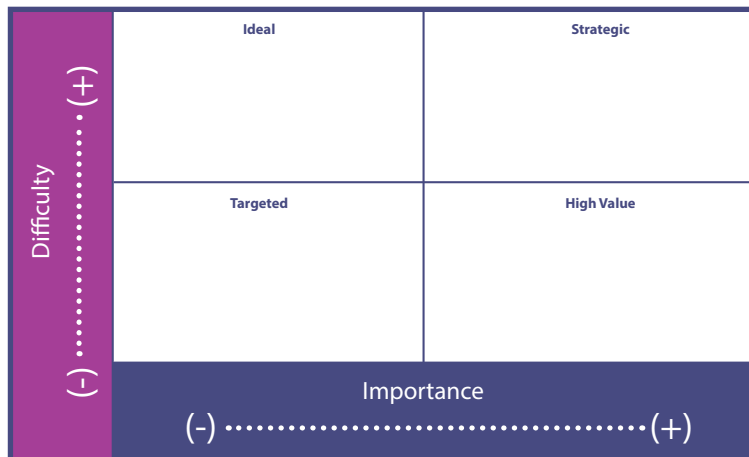 Ideal
Strategic
Difficulty
(-) (+)
Targeted
High Value
Importance
(-) (+)